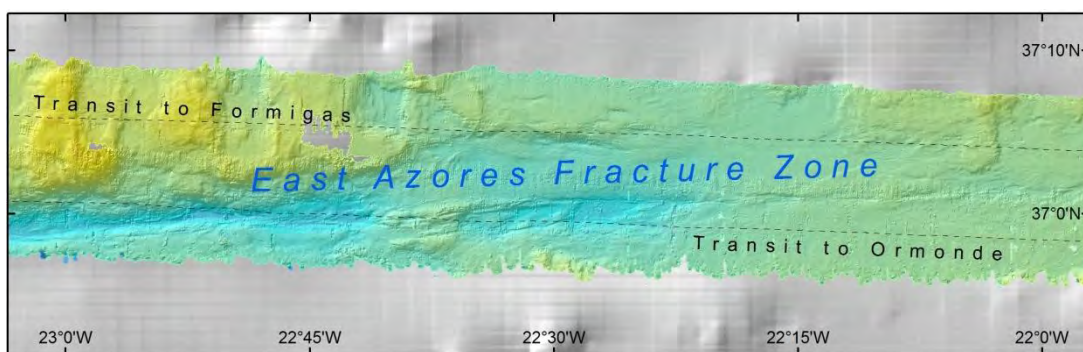 37°10'N
Transit to Formigas
East Azores Fracture Zone
37°0'N
Transit to Ormonde
23°0'W 22°45'W 22°30'W 22°15'W 22°0'W